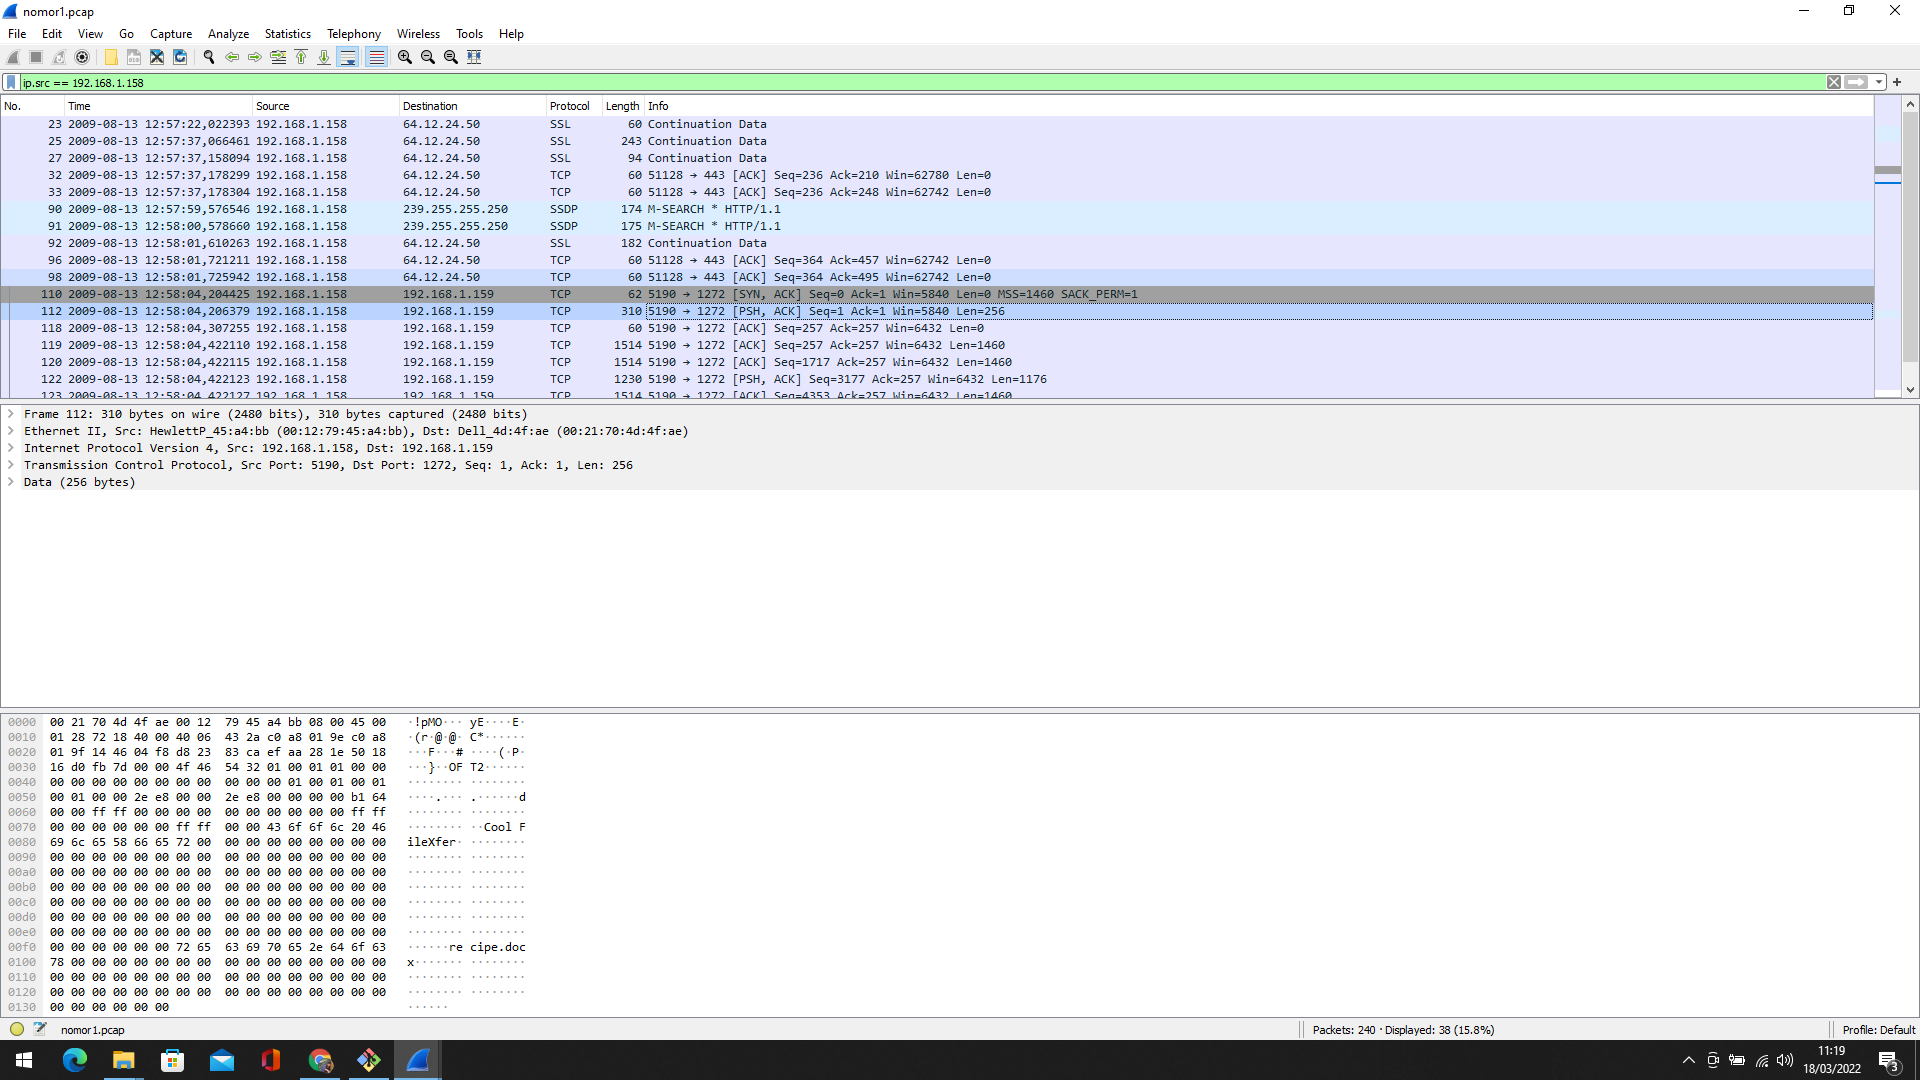 nomor1.pcap
File Edit View Go Capture Analyze Statistics Telephony Wireless Tools Help
ip.src == 192.168.1.158
No. Time Source Destination Protocol Length Info
23 2009-08-13 12:57:22,022393 192.168.1.158 64.12.24.50 SSL 60 Continuation Data
25 2009-08-13 12:57:37,066461 192.168.1.158 64.12.24.50 SSL 243 Continuation Data
27 2009-08-13 12:57:37,158094 192.168.1.158 64.12.24.50 SSL 94 Continuation Data
32 2009-08-13 12:57:37,178299 192.168.1.158 64.12.24.50 TCP 60 51128 → 443 [ACK] Seq=236 Ack=210 Win=62780 Len=0
33 2009-08-13 12:57:37,178304 192.168.1.158 64.12.24.50 TCP 60 51128 → 443 [ACK] Seq=236 Ack=248 Win=62742 Len=0
90 2009-08-13 12:57:59,576546 192.168.1.158 239.255.255.250 SSDP 174 M-SEARCH * HTTP/1.1
91 2009-08-13 12:58:00,578660 192.168.1.158 239.255.255.250 SSDP 175 M-SEARCH * HTTP/1.1
92 2009-08-13 12:58:01,610263 192.168.1.158 64.12.24.50 SSL 182 Continuation Data
96 2009-08-13 12:58:01,721211 192.168.1.158 64.12.24.50 TCP 60 51128 → 443 [ACK] Seq=364 Ack=457 Win=62742 Len=0
98 2009-08-13 12:58:01,725942 192.168.1.158 64.12.24.50 TCP 60 51128 → 443 [ACK] Seq=364 Ack=495 Win=62742 Len=0
110 2009-08-13 12:58:04,204425 192.168.1.158 192.168.1.159 TCP 62 5190 → 1272 [SYN, ACK] Seq=0 Ack=1 Win=5840 Len=0 MSS=1460 SACK_PERM=1
112 2009-08-13 12:58:04,206379 192.168.1.158 192.168.1.159 TCP 310 5190 → 1272 [PSH, ACK] Seq=1 Ack=1 Win=5840 Len=256
118 2009-08-13 12:58:04,307255 192.168.1.158 192.168.1.159 TCP 60 5190 → 1272 [ACK] Seq=257 Ack=257 Win=6432 Len=0
119 2009-08-13 12:58:04,422110 192.168.1.158 192.168.1.159 TCP 1514 5190 → 1272 [ACK] Seq=257 Ack=257 Win=6432 Len=1460
120 2009-08-13 12:58:04,422115 192.168.1.158 192.168.1.159 TCP 1514 5190 → 1272 [ACK] Seq=1717 Ack=257 Win=6432 Len=1460
122 2009-08-13 12:58:04,422123 192.168.1.158 192.168.1.159 TCP 1230 5190 → 1272 [PSH, ACK] Seq=3177 Ack=257 Win=6432 Len=1176
123 2009-08-13 12:58:04,422127 192.168.1.158 192.168.1.159 TCP 1514 5190 → 1272 [ACK] Seq=4353 Ack=257 Win=6432 Len=1460
Frame 112: 310 bytes on wire (2480 bits), 310 bytes captured (2480 bits)
Ethernet II, Src: HewlettP_45:a4:bb (00:12:79:45:a4:bb), Dst: Dell_4d:4f:ae (00:21:70:4d:4f:ae)
Internet Protocol Version 4, Src: 192.168.1.158, Dst: 192.168.1.159
Transmission Control Protocol, Src Port: 5190, Dst Port: 1272, Seq: 1, Ack: 1, Len: 256
Data (256 bytes)
0000 00 21 70 4d 4f ae 00 12 79 45 a4 bb 08 00 45 00 ·!pMO··· yE····E·
0010 01 28 72 18 40 00 40 06 43 2a c0 a8 01 9e c0 a8 ·(r·@·@· C*······
0020 01 9f 14 46 04 f8 d8 23 83 ca ef aa 28 1e 50 18 ···F···# ····(·P·
0030 16 d0 fb 7d 00 00 4f 46 54 32 01 00 01 01 00 00 ···}··OF T2······
0040 00 00 00 00 00 00 00 00 00 00 01 00 01 00 01 00 01 ········ ········
0050 00 01 00 00 2e e8 00 00 2e e8 00 00 00 00 b1 64 ····.··· .······d
0060 00 00 ff ff 00 00 00 00 00 00 00 00 00 00 ff ff ········ ········
0070 00 00 00 00 00 00 ff ff 00 00 43 6f 6f 6c 20 46 ········ ··Cool F
0080 69 6c 65 58 66 65 72 00 00 00 00 00 00 00 00 00 ileXfer· ········
0090 00 00 00 00 00 00 00 00 00 00 00 00 00 00 00 00 ········ ········
00a0 00 00 00 00 00 00 00 00 00 00 00 00 00 00 00 00 ········ ········
00b0 00 00 00 00 00 00 00 00 00 00 00 00 00 00 00 00 ········ ········
00c0 00 00 00 00 00 00 00 00 00 00 00 00 00 00 00 00 ········ ········
00d0 00 00 00 00 00 00 00 00 00 00 00 00 00 00 00 00 ········ ········
00e0 00 00 00 00 00 00 00 00 00 00 00 00 00 00 00 00 ········ ········
00f0 00 00 00 00 00 00 72 65 63 69 70 65 2e 64 6f 63 ······re cipe.doc
0100 78 00 00 00 00 00 00 00 00 00 00 00 00 00 00 00 x······· ········
0110 00 00 00 00 00 00 00 00 00 00 00 00 00 00 00 00 ········ ········
0120 00 00 00 00 00 00 00 00 00 00 00 00 00 00 00 00 ········ ········
0130 00 00 00 00 00 00 ······
nomor1.pcap Packets: 240 · Displayed: 38 (15.8%) Profile: Default
11:19
18/03/2022
3